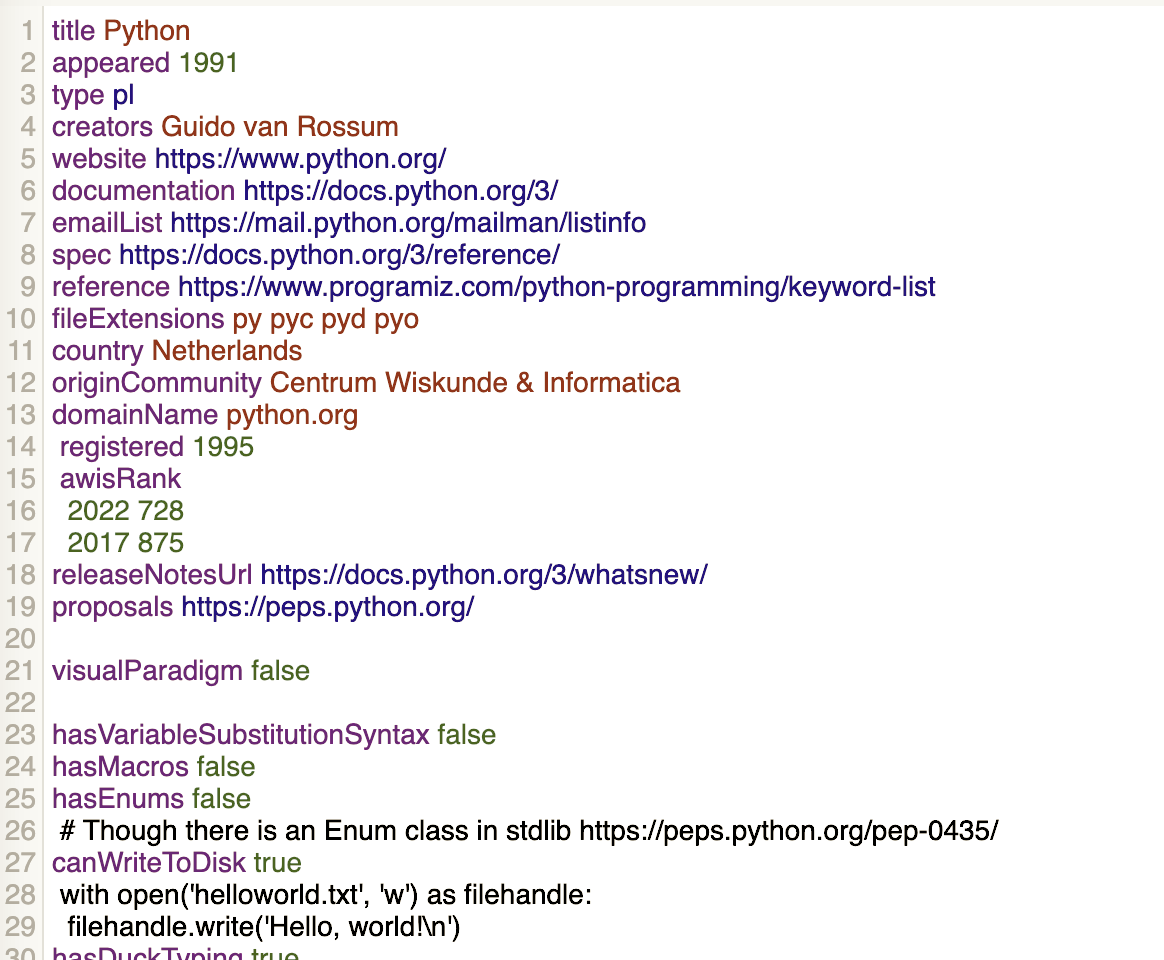 1 title Python
2 appeared 1991
3 type pl
4 creators Guido van Rossum
5 website https://www.python.org/
6 documentation https://docs.python.org/3/
7 emailList https://mail.python.org/mailman/listinfo
8 spec https://docs.python.org/3/reference/
9 reference https://www.programiz.com/python-programming/keyword-list
10 fileExtensions py pyc pyd pyo
11 country Netherlands
12 originCommunity Centrum Wiskunde & Informatica
13 domainName python.org
14  registered 1995
15  awisRank
16   2022 728
17   2017 875
18 releaseNotesUrl https://docs.python.org/3/whatsnew/
19 proposals https://peps.python.org/
20
21 visualParadigm false
22
23 hasVariableSubstitutionSyntax false
24 hasMacros false
25 hasEnums false
26  # Though there is an Enum class in stdlib https://peps.python.org/pep-0435/
27 canWriteToDisk true
28  with open('helloworld.txt', 'w') as filehandle:
29   filehandle.write('Hello, world!\n')
30 hasDuckTyping true